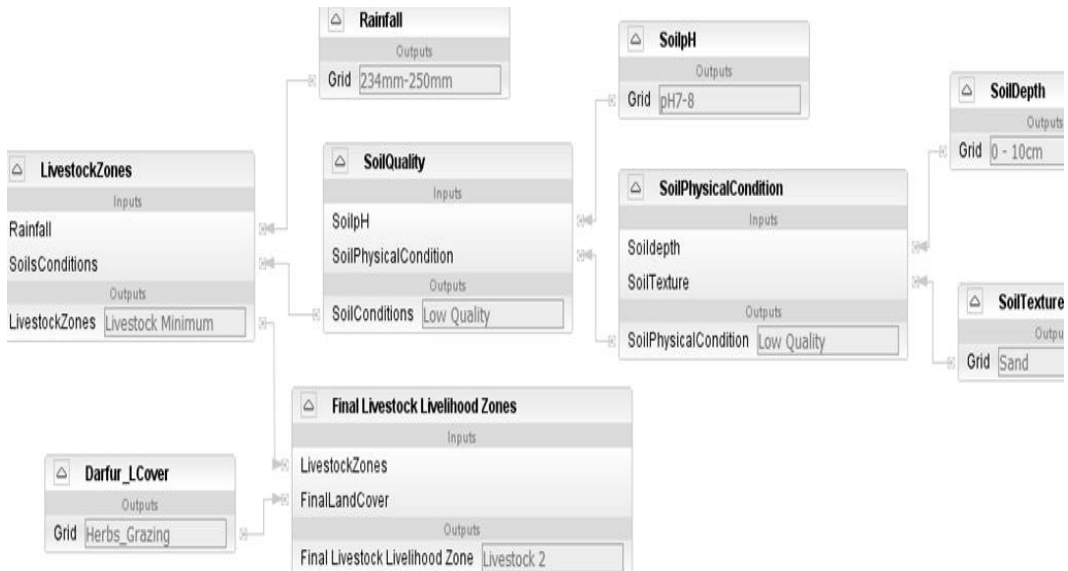 Rainfall
Outputs
Grid 234mm-250mm
SoilpH
Outputs
Grid pH7-8
SoilDepth
Outputs
Grid 0 - 10cm
LivestockZones
Inputs
Rainfall
SoilsConditions
Outputs
LivestockZones Livestock Minimum
SoilQuality
Inputs
SoilpH
SoilPhysicalCondition
Outputs
SoilConditions Low Quality
SoilPhysicalCondition
Inputs
Soildepth
SoilTexture
Outputs
SoilPhysicalCondition Low Quality
SoilTexture
Outpu
Grid Sand
Final Livestock Livelihood Zones
Inputs
LivestockZones
FinalLandCover
Outputs
Final Livestock Livelihood Zone Livestock 2
Darfur_LCover
Outputs
Grid Herbs_Grazing